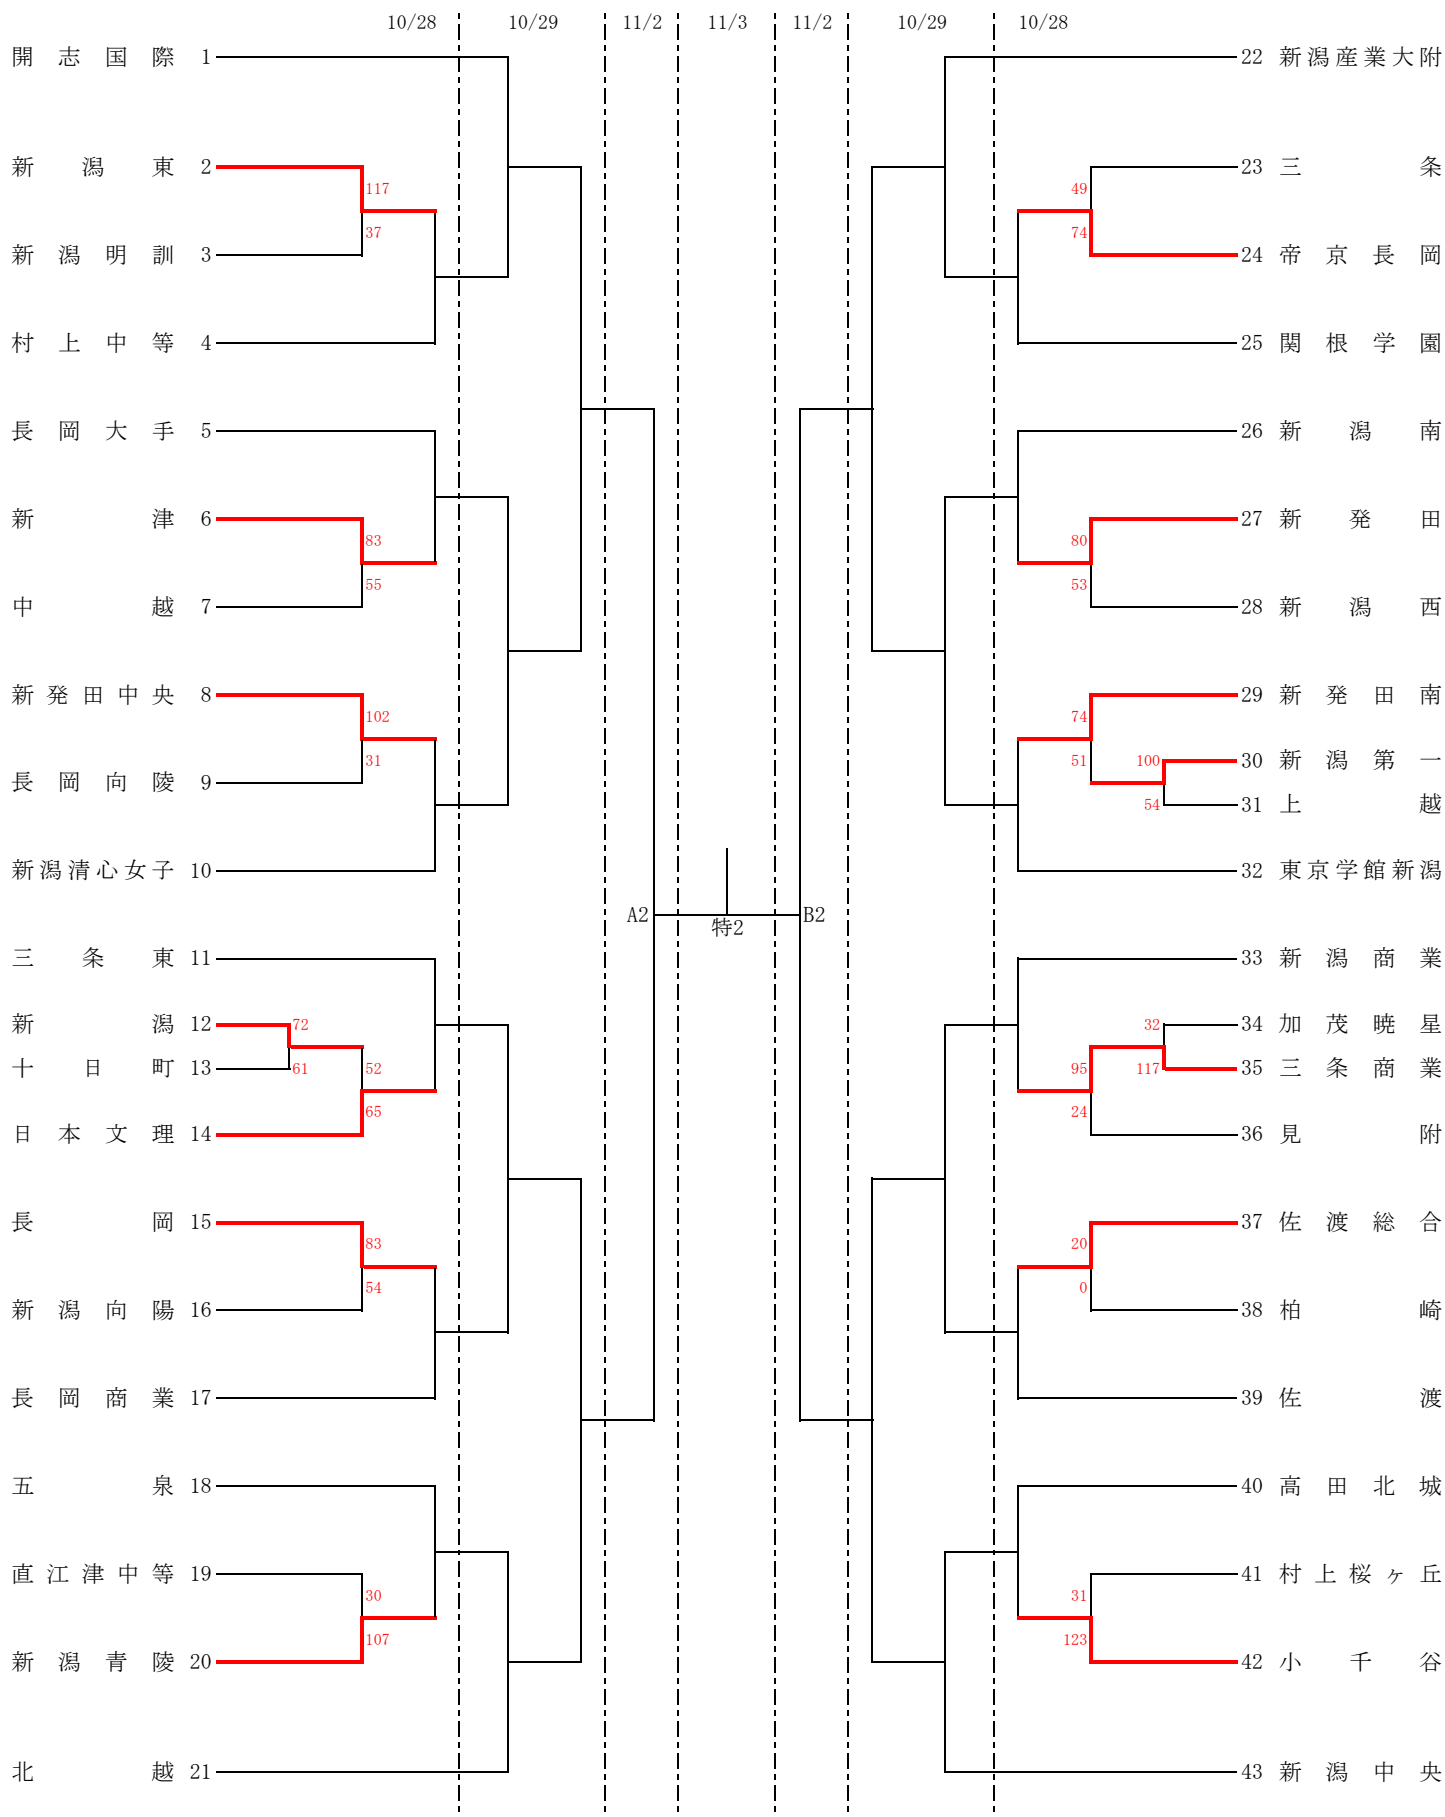 10/28 10/29 11/2 11/3 11/2 10/29 10/28
開志国際 1
新潟東 2
117
37
新潟明訓 3
村上中等 4
長岡大手 5
新津 6
83
55
中越 7
新発田中央 8
102
31
長岡向陵 9
新潟清心女子 10
三条東 11
新潟 12
72
61
十日町 13
52
65
日本文理 14
長岡 15
83
54
新潟向陽 16
長岡商業 17
五泉 18
直江津中等 19
30
107
新潟青陵 20
北越 21
A2
特2
B2
22 新潟産業大附
23 三条
49
74
24 帝京長岡
25 関根学園
26 新潟南
27 新発田
80
53
28 新潟西
29 新発田南
74
51
30 新潟第一
100
54
31 上越
32 東京学館新潟
33 新潟商業
34 加茂暁星
32
117
35 三条商業
95
24
36 見附
37 佐渡総合
20
0
38 柏崎
39 佐渡
40 高田北城
41 村上桜ヶ丘
31
123
42 小千谷
43 新潟中央